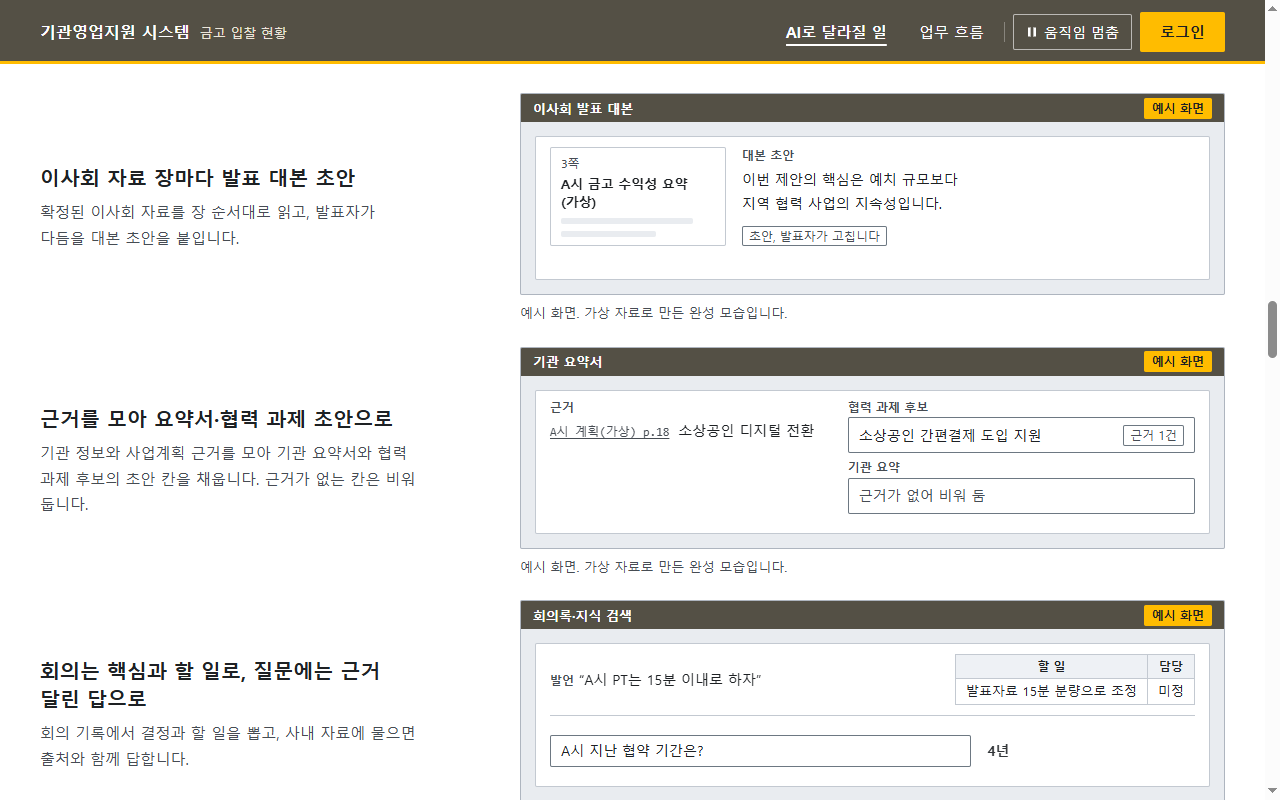 기관영업지원 시스템 금고 입찰 현황
AI로 달라질 일
업무 흐름
움직임 멈춤
로그인
이사회 자료 장마다 발표 대본 초안
확정된 이사회 자료를 장 순서대로 읽고, 발표자가
다듬을 대본 초안을 붙입니다.
이사회 발표 대본
예시 화면
3쪽
A시 금고 수익성 요약
(가상)
대본 초안
이번 제안의 핵심은 예치 규모보다
지역 협력 사업의 지속성입니다.
초안, 발표자가 고칩니다
예시 화면. 가상 자료로 만든 완성 모습입니다.
근거를 모아 요약서·협력 과제 초안으로
기관 정보와 사업계획 근거를 모아 기관 요약서와 협력
과제 후보의 초안 칸을 채웁니다. 근거가 없는 칸은 비워
둡니다.
기관 요약서
예시 화면
근거
A시 계획(가상) p.18 소상공인 디지털 전환
협력 과제 후보
소상공인 간편결제 도입 지원
근거 1건
기관 요약
근거가 없어 비워 둠
예시 화면. 가상 자료로 만든 완성 모습입니다.
회의는 핵심과 할 일로, 질문에는 근거
달린 답으로
회의 기록에서 결정과 할 일을 뽑고, 사내 자료에 물으면
출처와 함께 답합니다.
회의록·지식 검색
예시 화면
발언 “A시 PT는 15분 이내로 하자”
할 일 담당
발표자료 15분 분량으로 조정 미정
A시 지난 협약 기간은?
4년